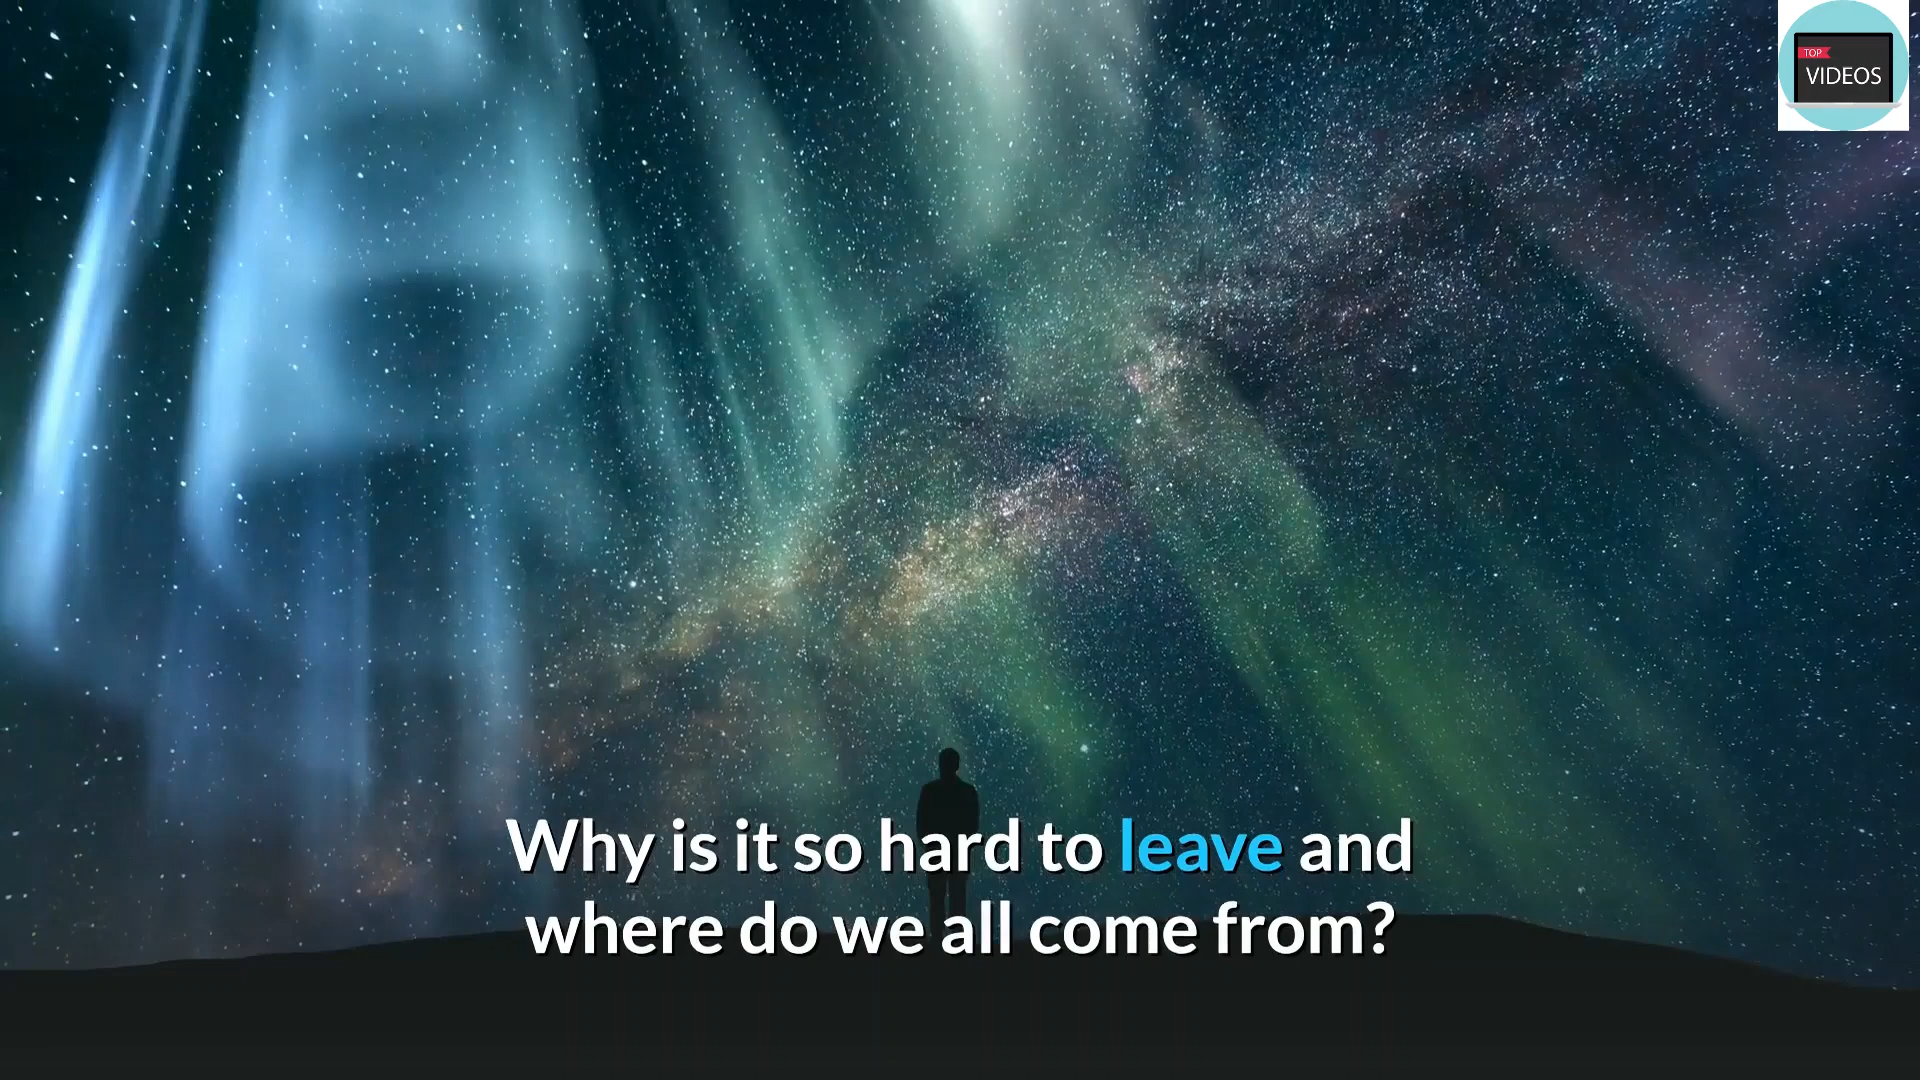 TOP
VIDEOS
Why is it so hard to leave and
where do we all come from?